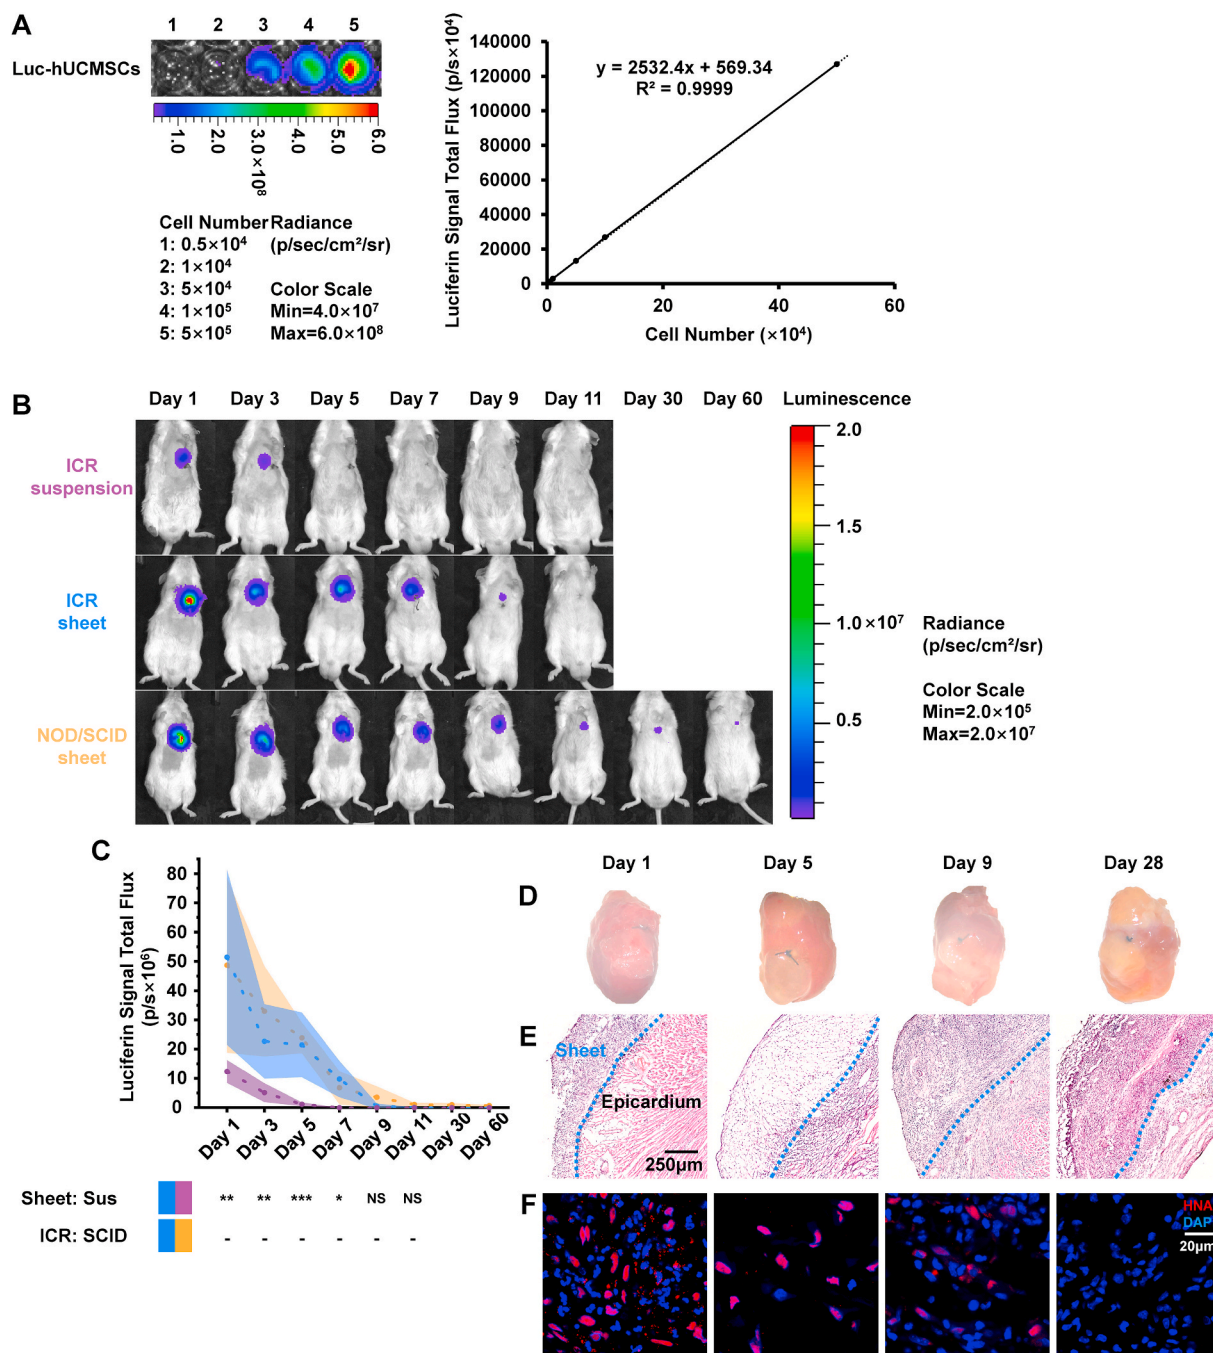 A
1 2 3 4 5
Luc-hUCMSCs
1.0 2.0 3.0×10⁸ 4.0 5.0 6.0
Cell Number Radiance
1: 0.5×10⁴ (p/sec/cm²/sr)
2: 1×10⁴
3: 5×10⁴ Color Scale
4: 1×10⁵ Min=4.0×10⁷
5: 5×10⁵ Max=6.0×10⁸
Luciferin Signal Total Flux (p/s×10⁴)
140000
120000
100000
80000
60000
40000
20000
0
y = 2532.4x + 569.34
R² = 0.9999
0 20 40 60
Cell Number (×10⁴)
B
Day 1 Day 3 Day 5 Day 7 Day 9 Day 11 Day 30 Day 60
ICR
suspension
ICR
sheet
NOD/SCID
sheet
Luminescence
2.0
1.5
1.0×10⁷
0.5
Radiance
(p/sec/cm²/sr)
Color Scale
Min=2.0×10⁵
Max=2.0×10⁷
C
Luciferin Signal Total Flux
(p/s×10⁶)
80
70
60
50
40
30
20
10
0
Day 1 Day 3 Day 5 Day 7 Day 9 Day 11 Day 30 Day 60
Sheet: Sus ** ** *** * NS NS
ICR: SCID - - - - - -
Day 1 Day 5 Day 9 Day 28
D
E
Sheet
Epicardium
250μm
F
HNA
DAPI
20μm